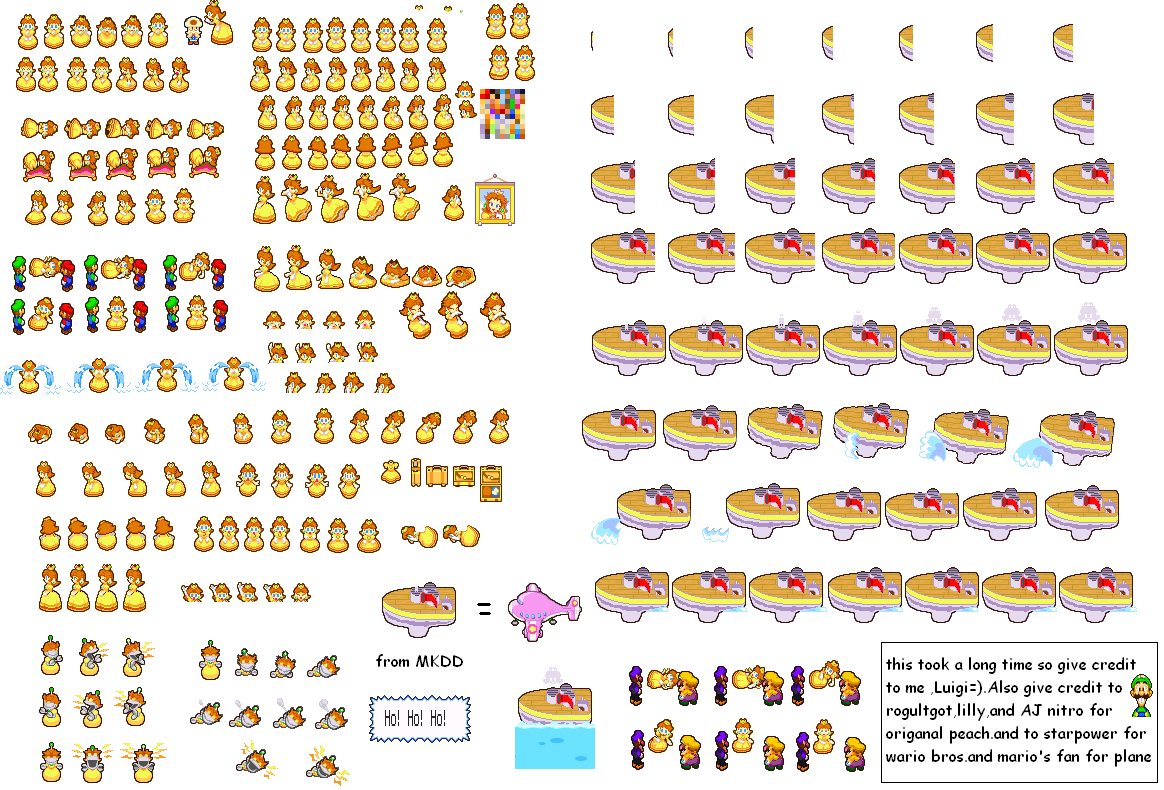 =
from MKDD
Ho! Ho! Ho!
this took a long time so give credit
to me ,Luigi=).Also give credit to
rogultgot,lilly,and AJ nitro for
origanal peach.and to starpower for
wario bros.and mario's fan for plane